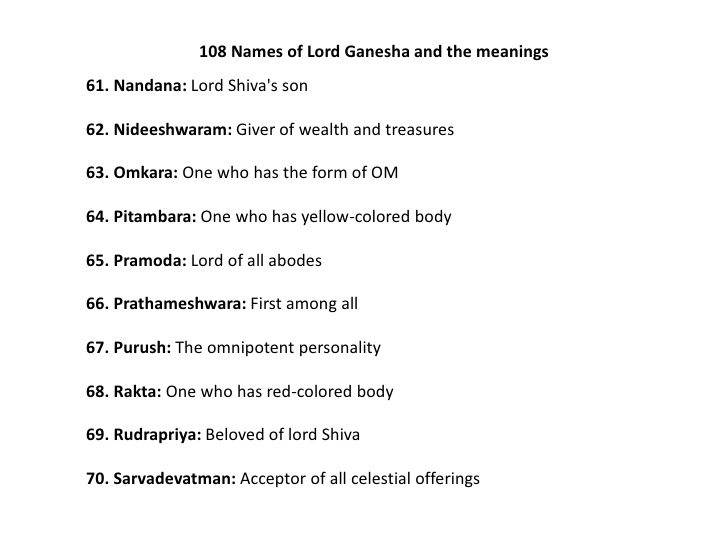 108 Names of Lord Ganesha and the meanings
61. Nandana: Lord Shiva's son
62. Nideeshwaram: Giver of wealth and treasures
63. Omkara: One who has the form of OM
64. Pitambara: One who has yellow-colored body
65. Pramoda: Lord of all abodes
66. Prathameshwara: First among all
67. Purush: The omnipotent personality
68. Rakta: One who has red-colored body
69. Rudrapriya: Beloved of lord Shiva
70. Sarvadevatman: Acceptor of all celestial offerings